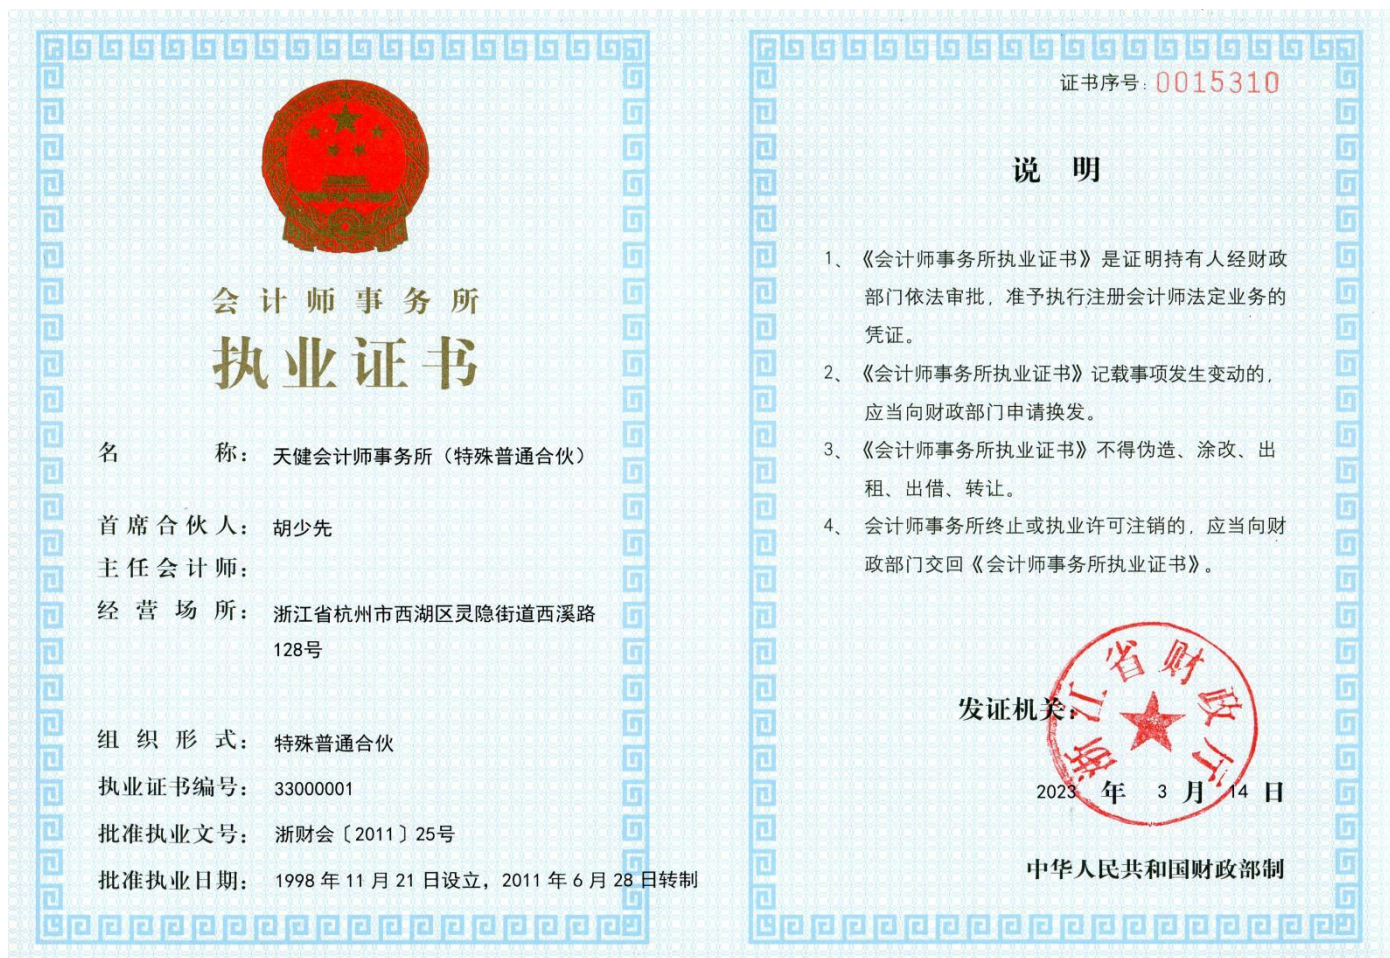 会计师事务所
执业证书
名称：天健会计师事务所（特殊普通合伙）
首席合伙人：胡少先
主任会计师：
经营场所：浙江省杭州市西湖区灵隐街道西溪路
128号
组织形式：特殊普通合伙
执业证书编号：33000001
批准执业文号：浙财会〔2011〕25号
批准执业日期：1998年11月21日设立，2011年6月28日转制
证书序号：0015310
说 明
1、《会计师事务所执业证书》是证明持有人经财政
部门依法审批，准予执行注册会计师法定业务的
凭证。
2、《会计师事务所执业证书》记载事项发生变动的，
应当向财政部门申请换发。
3、《会计师事务所执业证书》不得伪造、涂改、出
租、出借、转让。
4、会计师事务所终止或执业许可注销的，应当向财
政部门交回《会计师事务所执业证书》。
发证机关：
浙江省财政厅
2023年3月14日
中华人民共和国财政部制